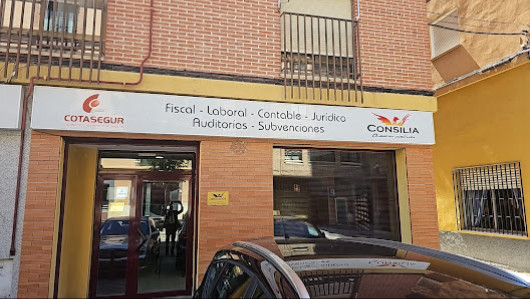 COTASEGUR
Fiscal - Laboral - Contable - Jurídico
Auditorías - Subvenciones
CONSILIA